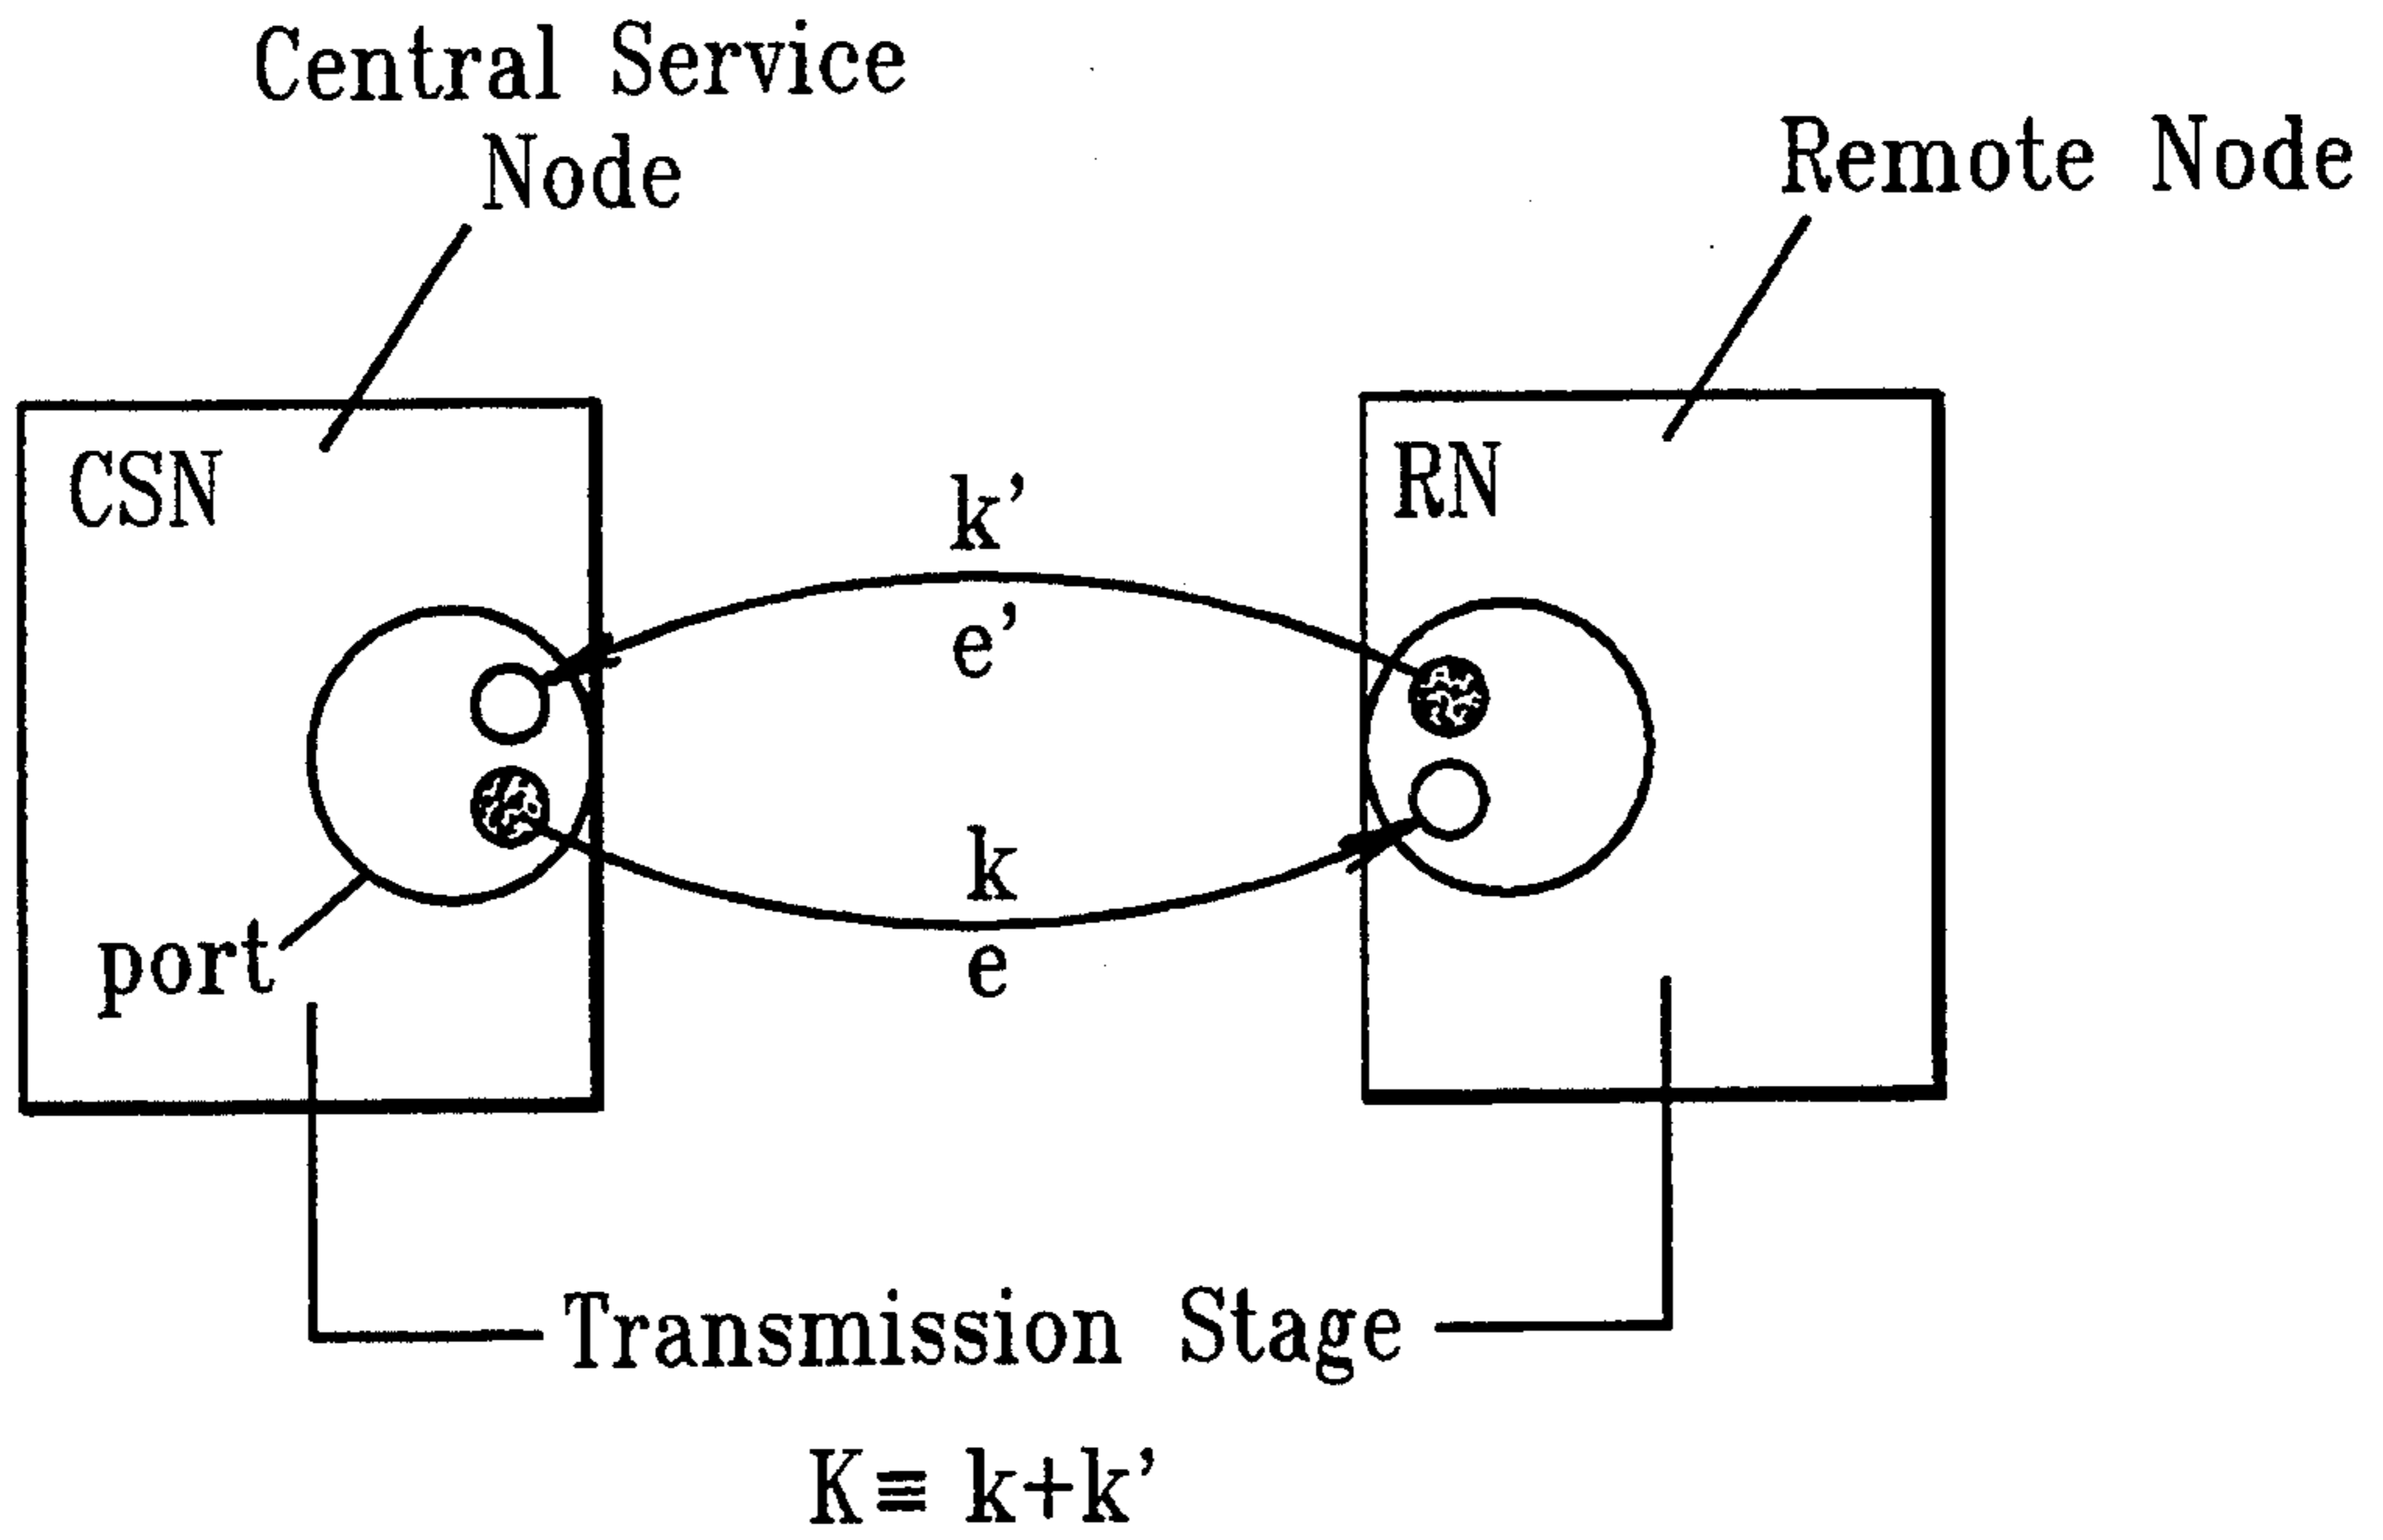 Central Service
Node
Remote Node
CSN
RN
k’
e’
k
e
port
Transmission Stage
K≡ k+k’